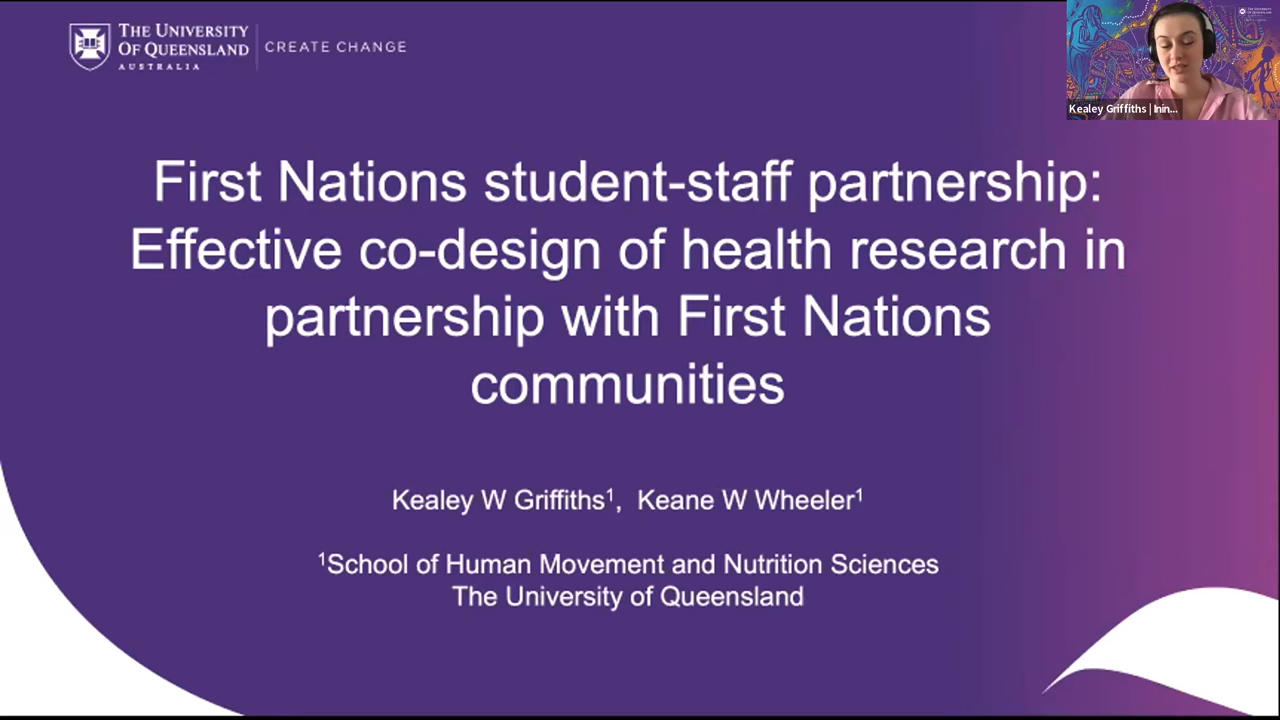 THE UNIVERSITY
OF QUEENSLAND
AUSTRALIA
CREATE CHANGE
Kealey Griffiths | Inin...
First Nations student-staff partnership:
Effective co-design of health research in
partnership with First Nations
communities
Kealey W Griffiths¹, Keane W Wheeler¹
¹School of Human Movement and Nutrition Sciences
The University of Queensland